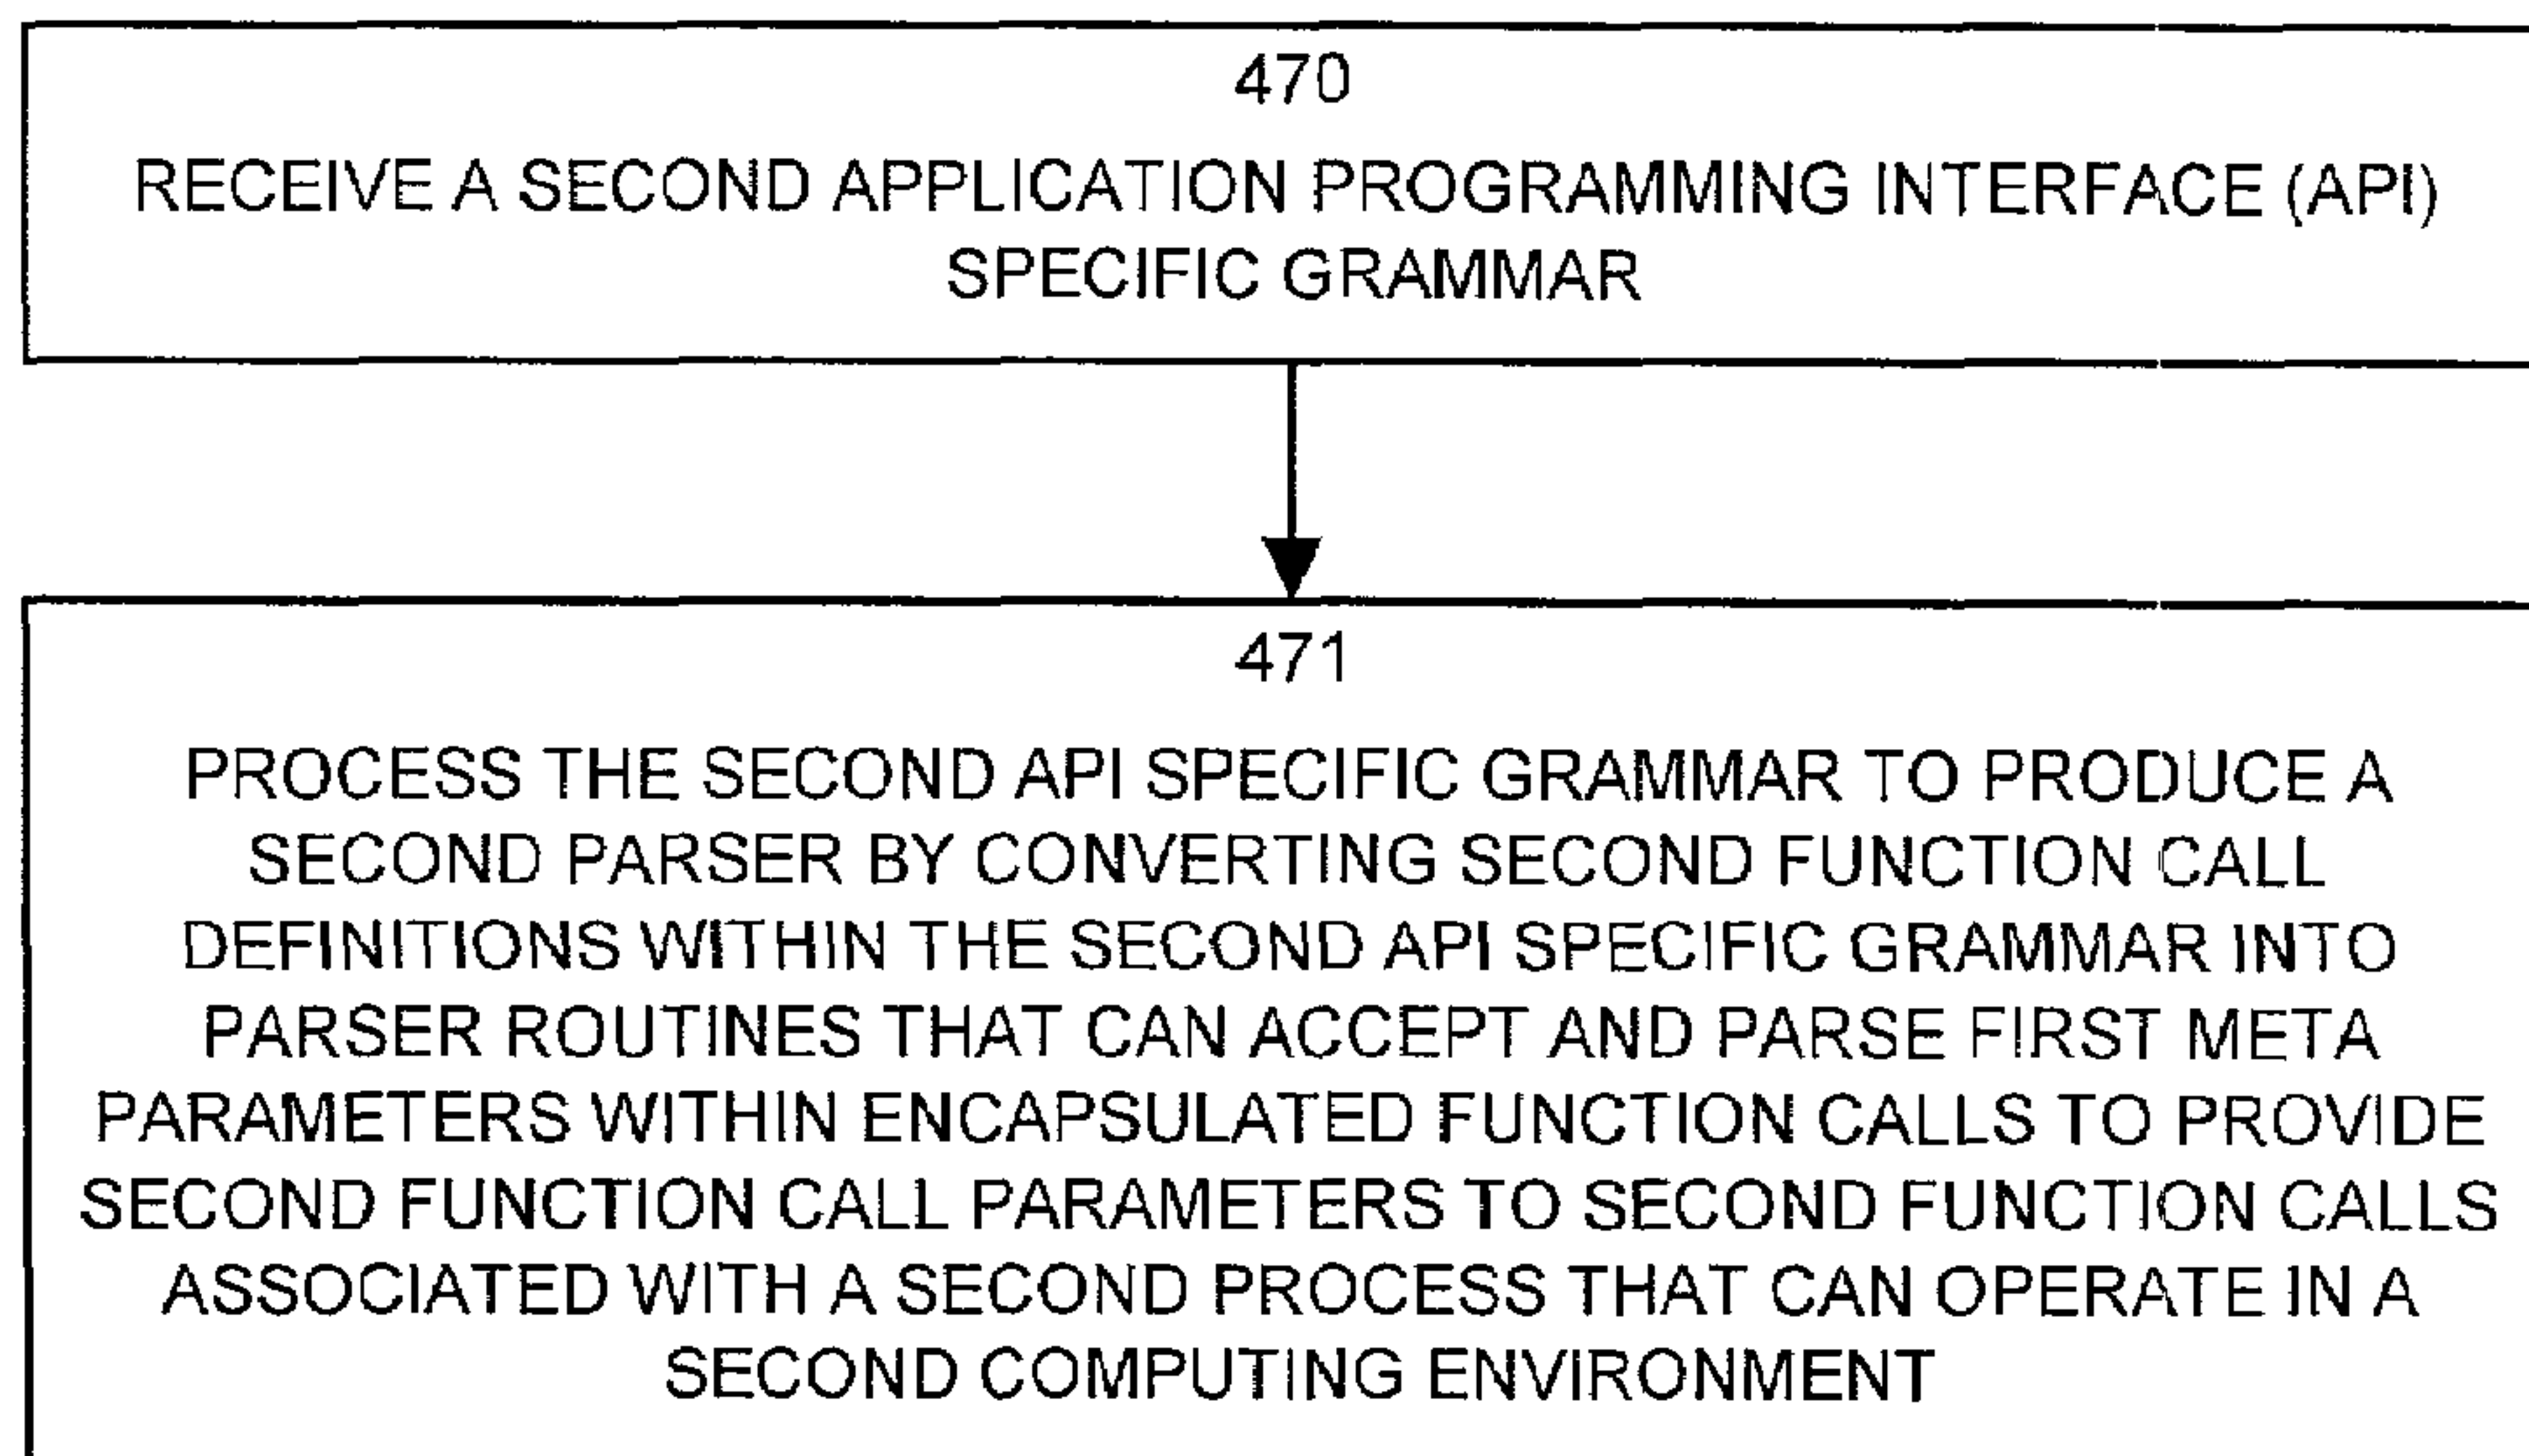 470
RECEIVE A SECOND APPLICATION PROGRAMMING INTERFACE (API)
SPECIFIC GRAMMAR
471
PROCESS THE SECOND API SPECIFIC GRAMMAR TO PRODUCE A
SECOND PARSER BY CONVERTING SECOND FUNCTION CALL
DEFINITIONS WITHIN THE SECOND API SPECIFIC GRAMMAR INTO
PARSER ROUTINES THAT CAN ACCEPT AND PARSE FIRST META
PARAMETERS WITHIN ENCAPSULATED FUNCTION CALLS TO PROVIDE
SECOND FUNCTION CALL PARAMETERS TO SECOND FUNCTION CALLS
ASSOCIATED WITH A SECOND PROCESS THAT CAN OPERATE IN A
SECOND COMPUTING ENVIRONMENT